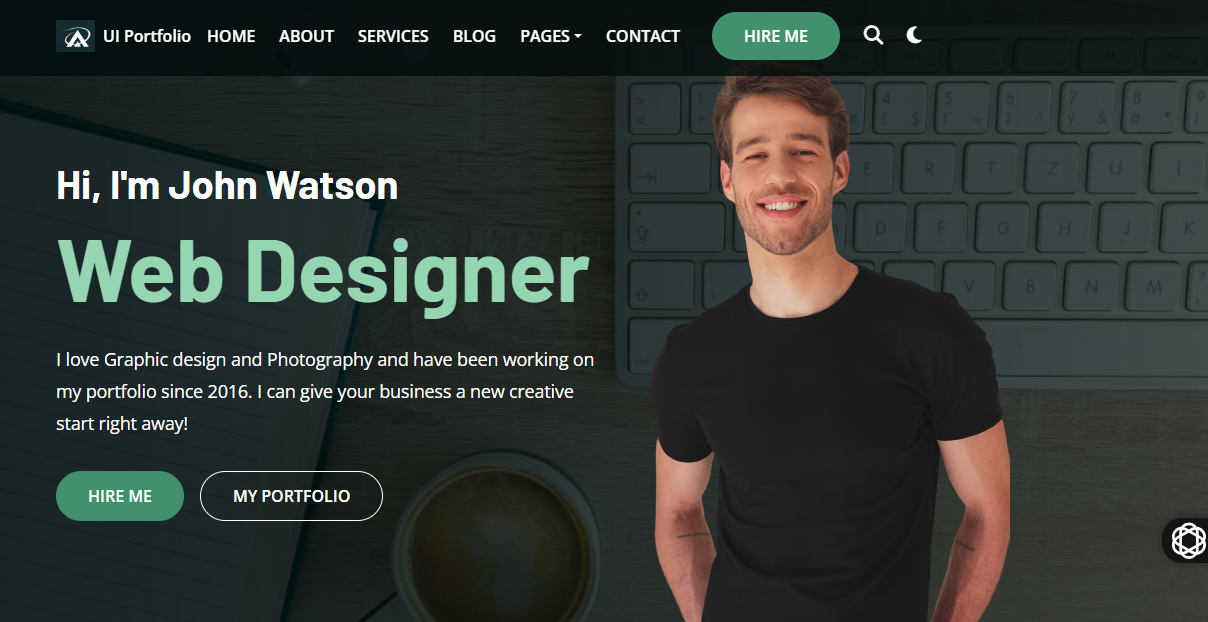 UI Portfolio HOME ABOUT SERVICES BLOG PAGES CONTACT HIRE ME
Hi, I'm John Watson
Web Designer
I love Graphic design and Photography and have been working on
my portfolio since 2016. I can give your business a new creative
start right away!
HIRE ME MY PORTFOLIO